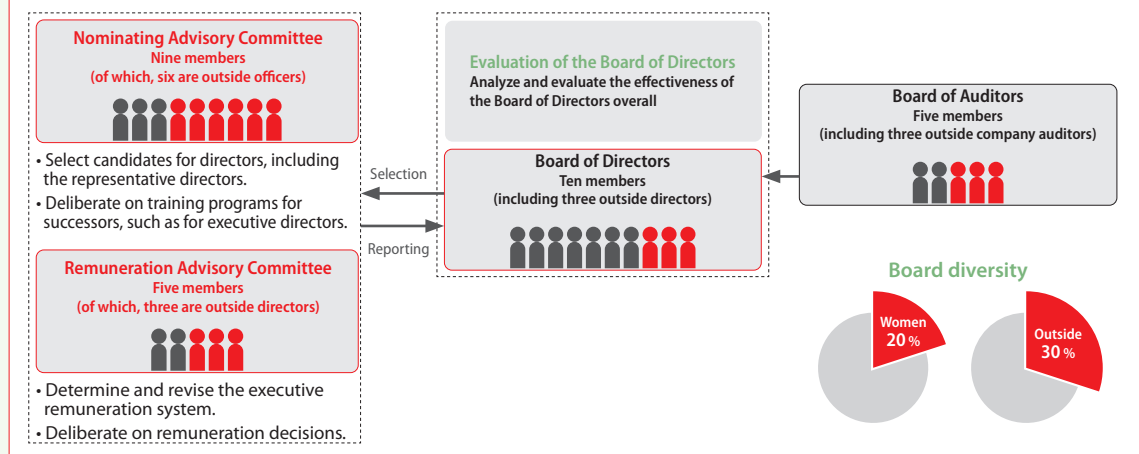 Nominating Advisory Committee
Nine members
(of which, six are outside officers)
• Select candidates for directors, including
the representative directors.
• Deliberate on training programs for
successors, such as for executive directors.
Remuneration Advisory Committee
Five members
(of which, three are outside directors)
• Determine and revise the executive
remuneration system.
• Deliberate on remuneration decisions.
Selection
Reporting
Evaluation of the Board of Directors
Analyze and evaluate the effectiveness of
the Board of Directors overall
Board of Directors
Ten members
(including three outside directors)
Board of Auditors
Five members
(including three outside company auditors)
Board diversity
Women
20 %
Outside
30 %